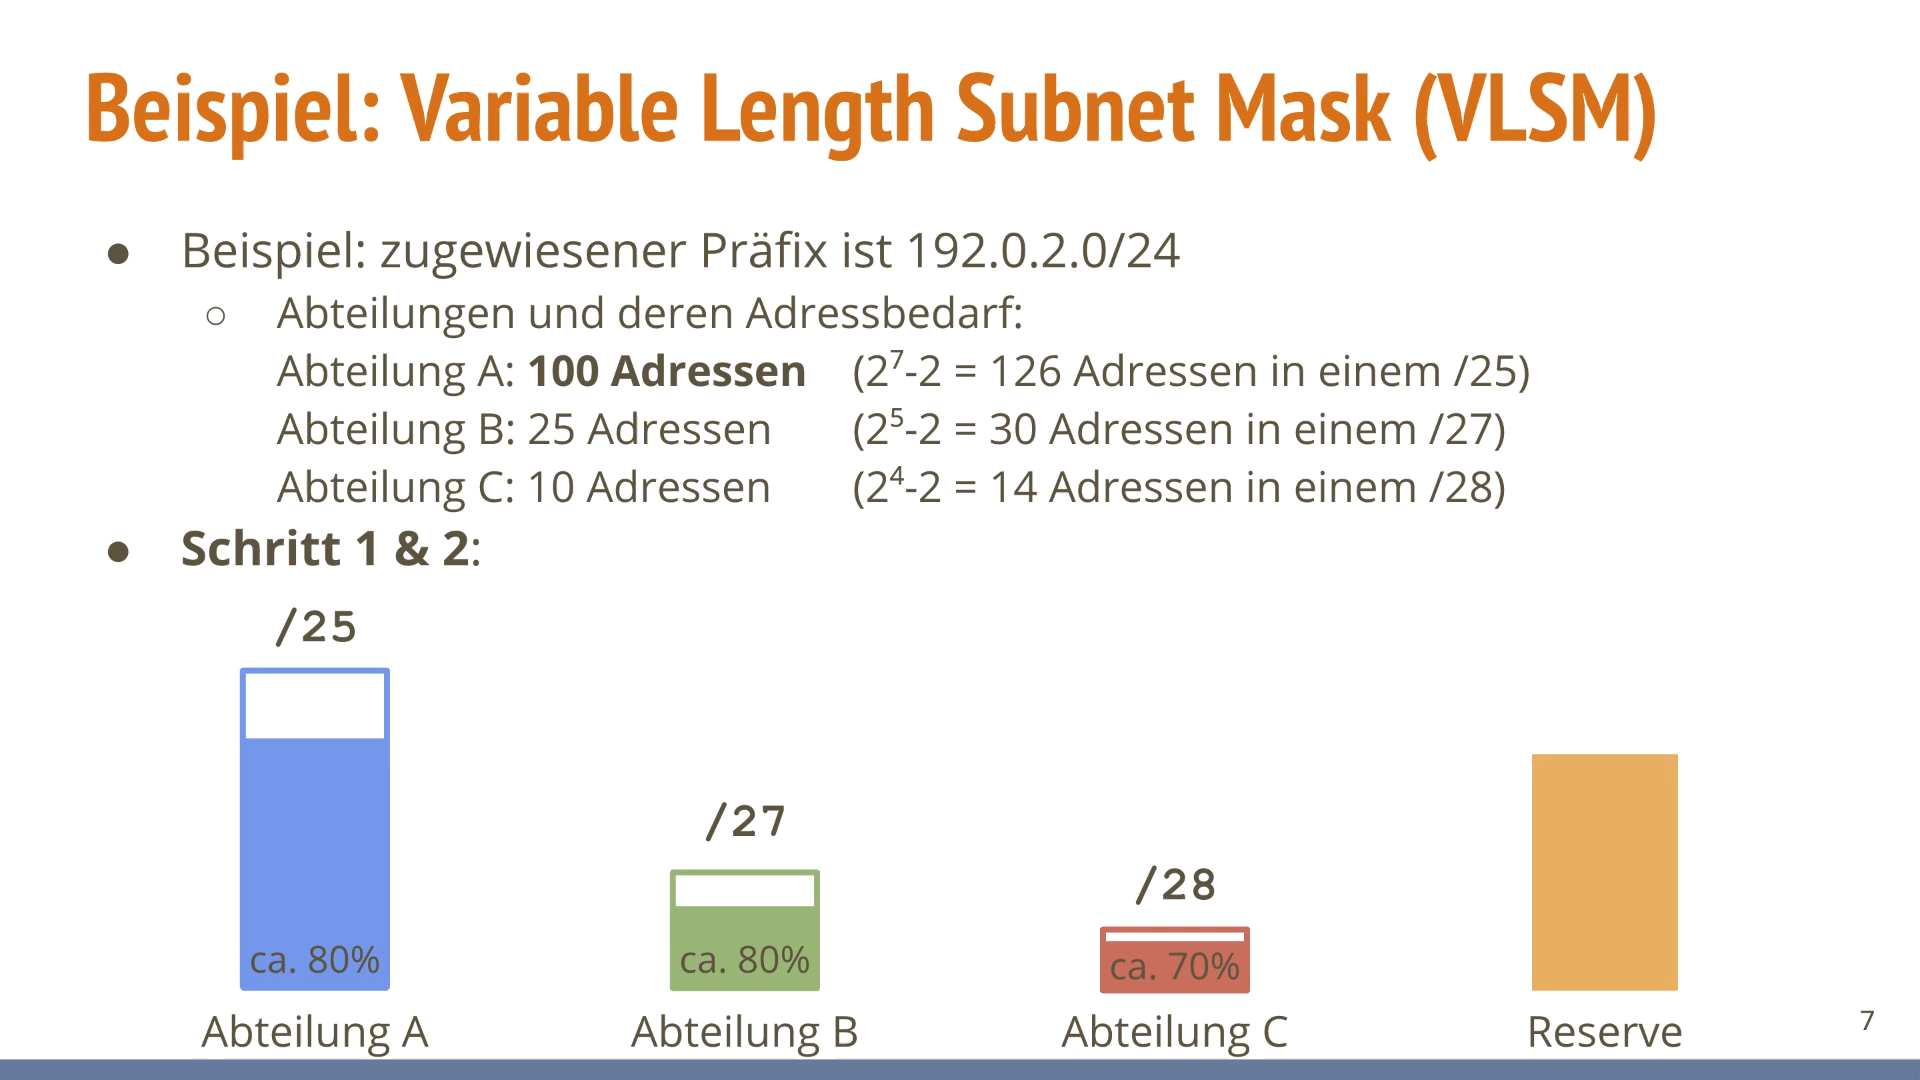 Beispiel: Variable Length Subnet Mask (VLSM)
● Beispiel: zugewiesener Präfix ist 192.0.2.0/24
○ Abteilungen und deren Adressbedarf:
Abteilung A: 100 Adressen (2⁷-2 = 126 Adressen in einem /25)
Abteilung B: 25 Adressen (2⁵-2 = 30 Adressen in einem /27)
Abteilung C: 10 Adressen (2⁴-2 = 14 Adressen in einem /28)
● Schritt 1 & 2:
/25
/27
/28
ca. 80% ca. 80% ca. 70%
Abteilung A Abteilung B Abteilung C Reserve
7